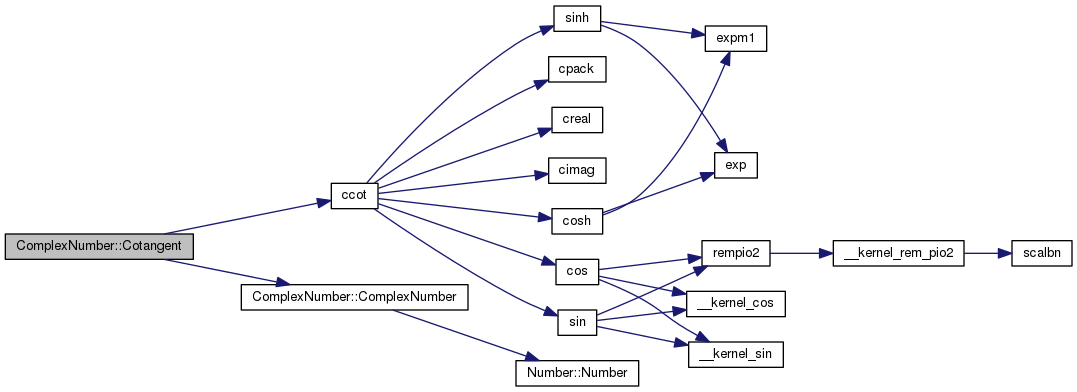 sinh
expm1
cpack
creal
exp
cimag
ccot
cosh
ComplexNumber::Cotangent
rempio2
__kernel_rem_pio2
scalbn
cos
ComplexNumber::ComplexNumber
__kernel_cos
sin
__kernel_sin
Number::Number